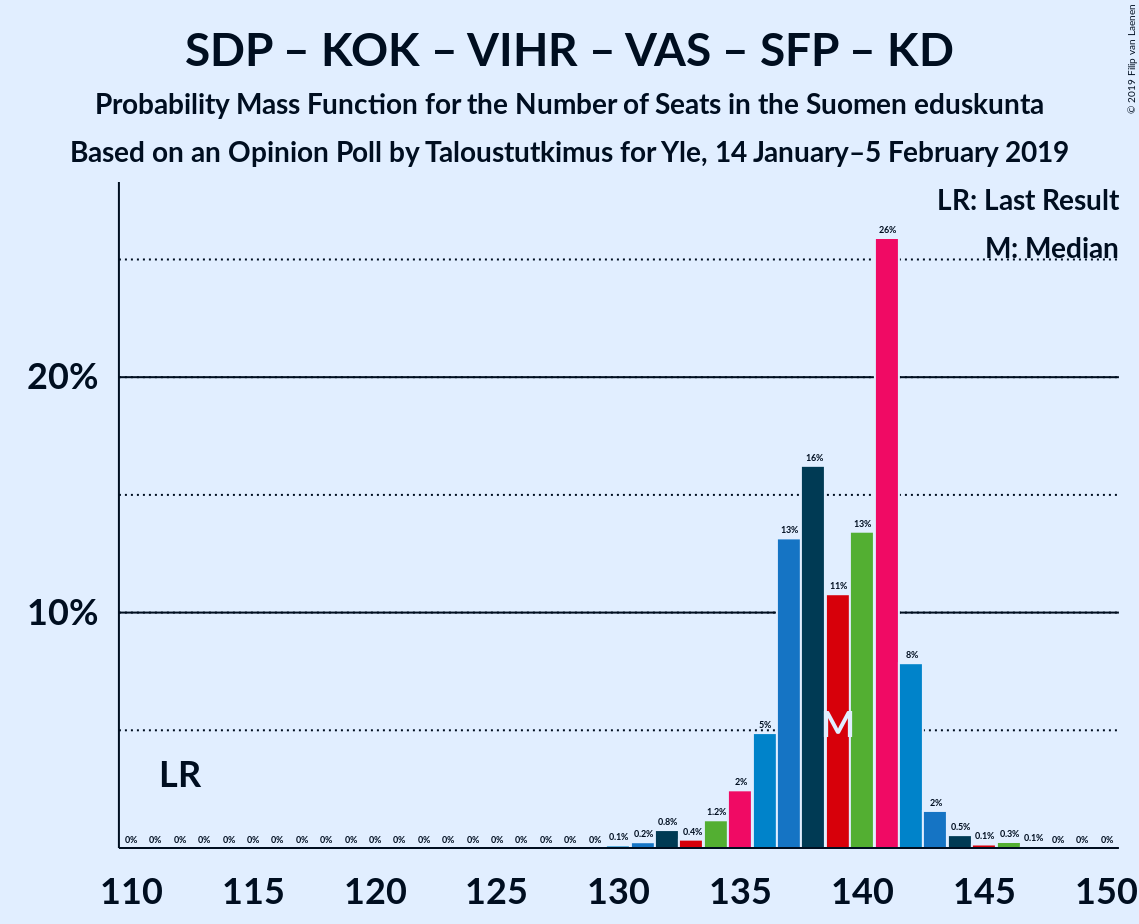 SDP – KOK – VIHR – VAS – SFP – KD
Probability Mass Function for the Number of Seats in the Suomen eduskunta
Based on an Opinion Poll by Taloustutkimus for Yle, 14 January–5 February 2019
© 2019 Filip van Laenen
LR: Last Result
M: Median
20%
10%
LR
M
0% 0% 0% 0% 0% 0% 0% 0% 0% 0% 0% 0% 0% 0% 0% 0% 0% 0% 0% 0% 0.1% 0.2% 0.8% 0.4% 1.2% 2% 5% 13% 16% 11% 13% 26% 8% 2% 0.5% 0.1% 0.3% 0.1% 0% 0% 0%
110 115 120 125 130 135 140 145 150